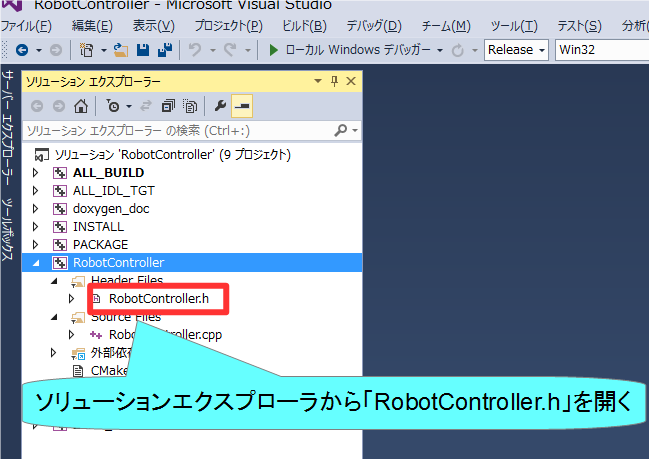 RobotController - Microsoft Visual Studio
ファイル(F) 編集(E) 表示(V) プロジェクト(P) ビルド(B) デバッグ(D) チーム(M) ツール(T) テスト(S) 分析(
ローカル Windows デバッガー Release Win32
サーバー エクスプローラー
ツールボックス
ソリューション エクスプローラー
ソリューション エクスプローラー の検索 (Ctrl+:)
ソリューション 'RobotController' (9 プロジェクト)
ALL_BUILD
ALL_IDL_TGT
doxygen_doc
INSTALL
PACKAGE
RobotController
Header Files
RobotController.h
Source Files
外部依
CMake
ソリューションエクスプローラから「RobotController.h」を開く